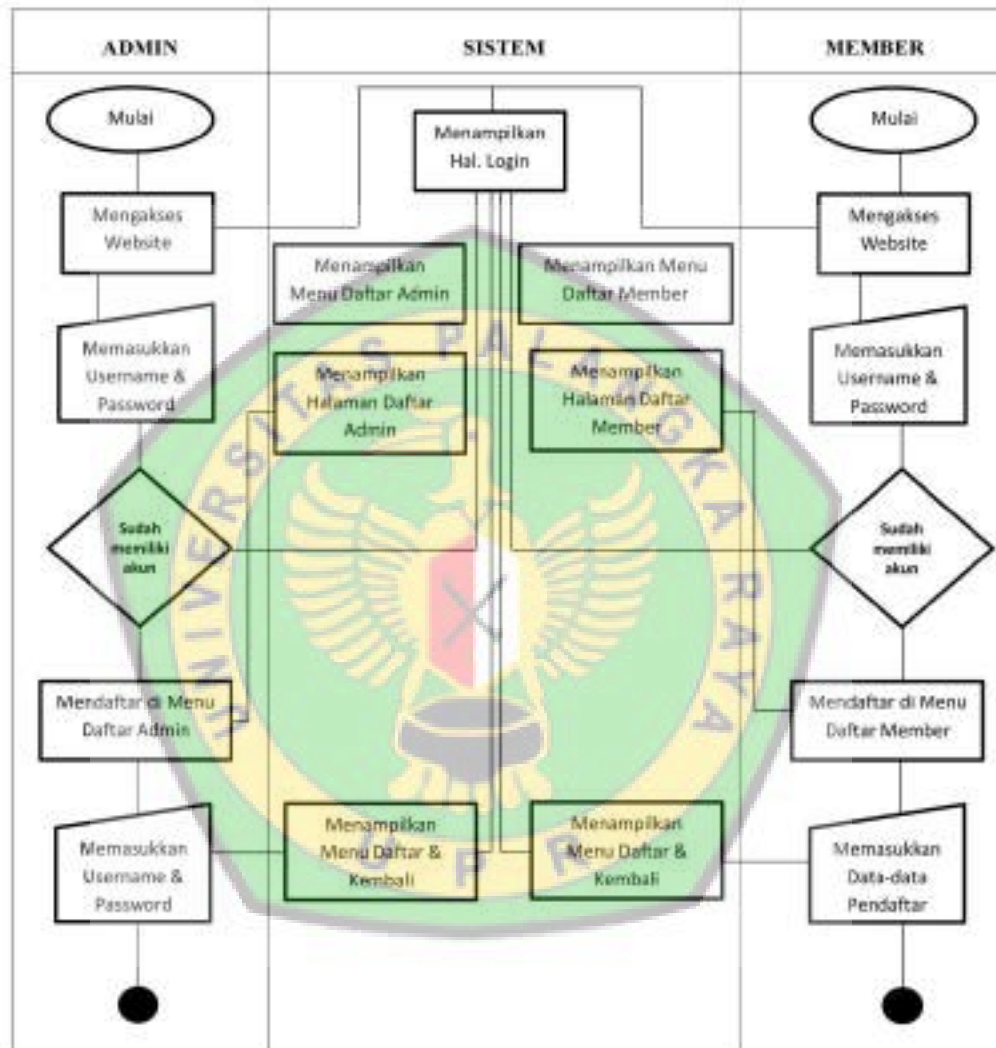 ADMIN
SISTEM
MEMBER
Mulai
Menampilkan
Hal. Login
Mulai
Mengakses
Website
Mengakses
Website
Menampilkan
Menu Daftar Admin
Menampilkan Menu
Daftar Member
Memasukkan
Username &
Password
Menampilkan
Halaman Daftar
Admin
Menampilkan
Halaman Daftar
Member
Memasukkan
Username &
Password
Sudah
memiliki
akun
Sudah
memiliki
akun
Mendaftar di Menu
Daftar Admin
Mendaftar di Menu
Daftar Member
Memasukkan
Username &
Password
Menampilkan
Menu Daftar &
Kembali
Menampilkan
Menu Daftar &
Kembali
Memasukkan
Data-data
Pendaftar
UNIVERSITAS PALANGKA RAYA
U P R